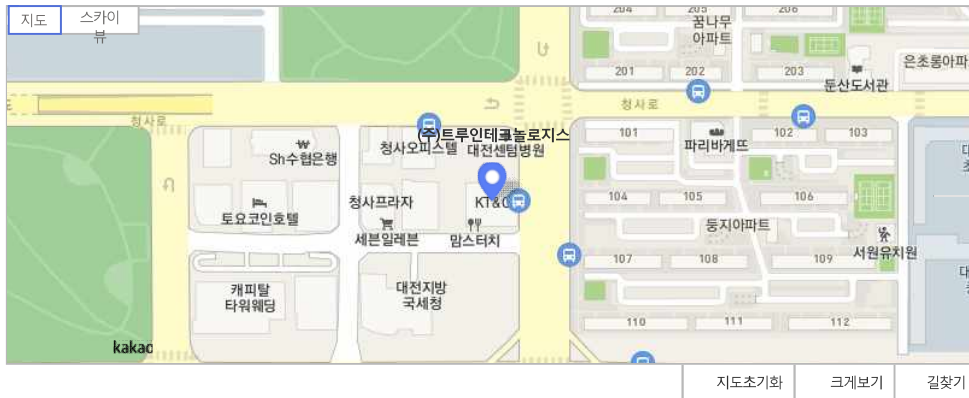 지도
스카이
뷰
204
205
꿈나무
아파트
201
202
203
은초롱아파
둔산도서관
청사로
청사로
(주)트루인테크놀로지스
청사오피스텔
대전센텀병원
Sh수협은행
101
파리바게뜨
102
103
KT&G
청사프라자
104
105
106
토요코인호텔
세븐일레븐
맘스터치
둥지아파트
서원유치원
107
108
109
캐피탈
타워웨딩
대전지방
국세청
110
111
112
kakao
지도초기화
크게보기
길찾기